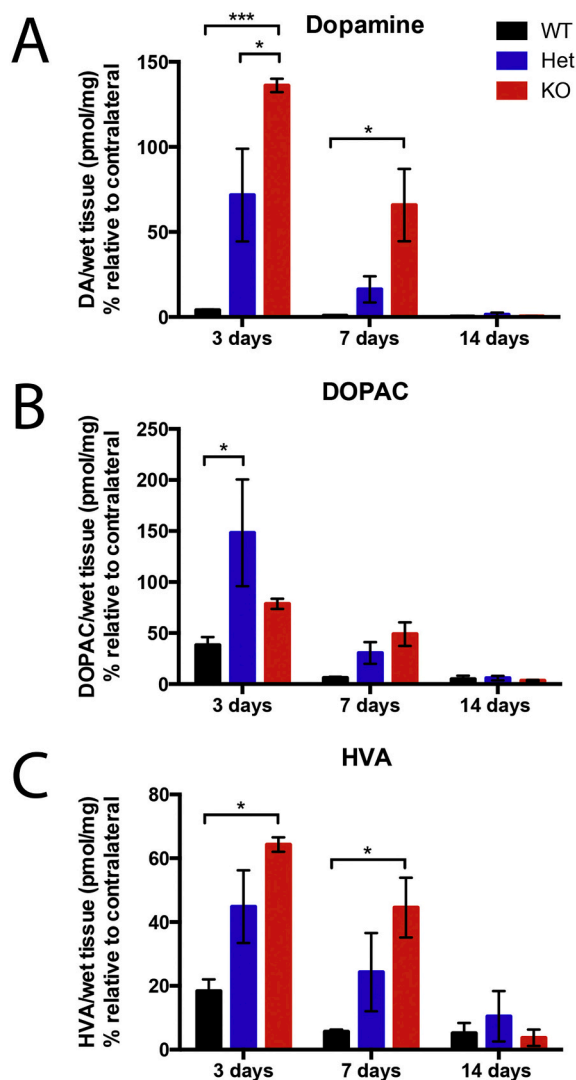 A
Dopamine
WT
Het
KO
DA/wet tissue (pmol/mg)
% relative to contralateral
150
100
50
0
***
*
*
3 days
7 days
14 days
B
DOPAC
DOPAC/wet tissue (pmol/mg)
% relative to contralateral
250
200
150
100
50
0
*
3 days
7 days
14 days
C
HVA
HVA/wet tissue (pmol/mg)
% relative to contralateral
80
60
40
20
0
*
*
3 days
7 days
14 days